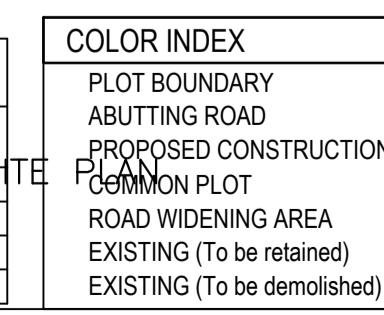 COLOR INDEX
PLOT BOUNDARY
ABUTTING ROAD
PROPOSED CONSTRUCTION
COMMON PLOT
PLAN
ROAD WIDENING AREA
EXISTING (To be retained)
EXISTING (To be demolished)